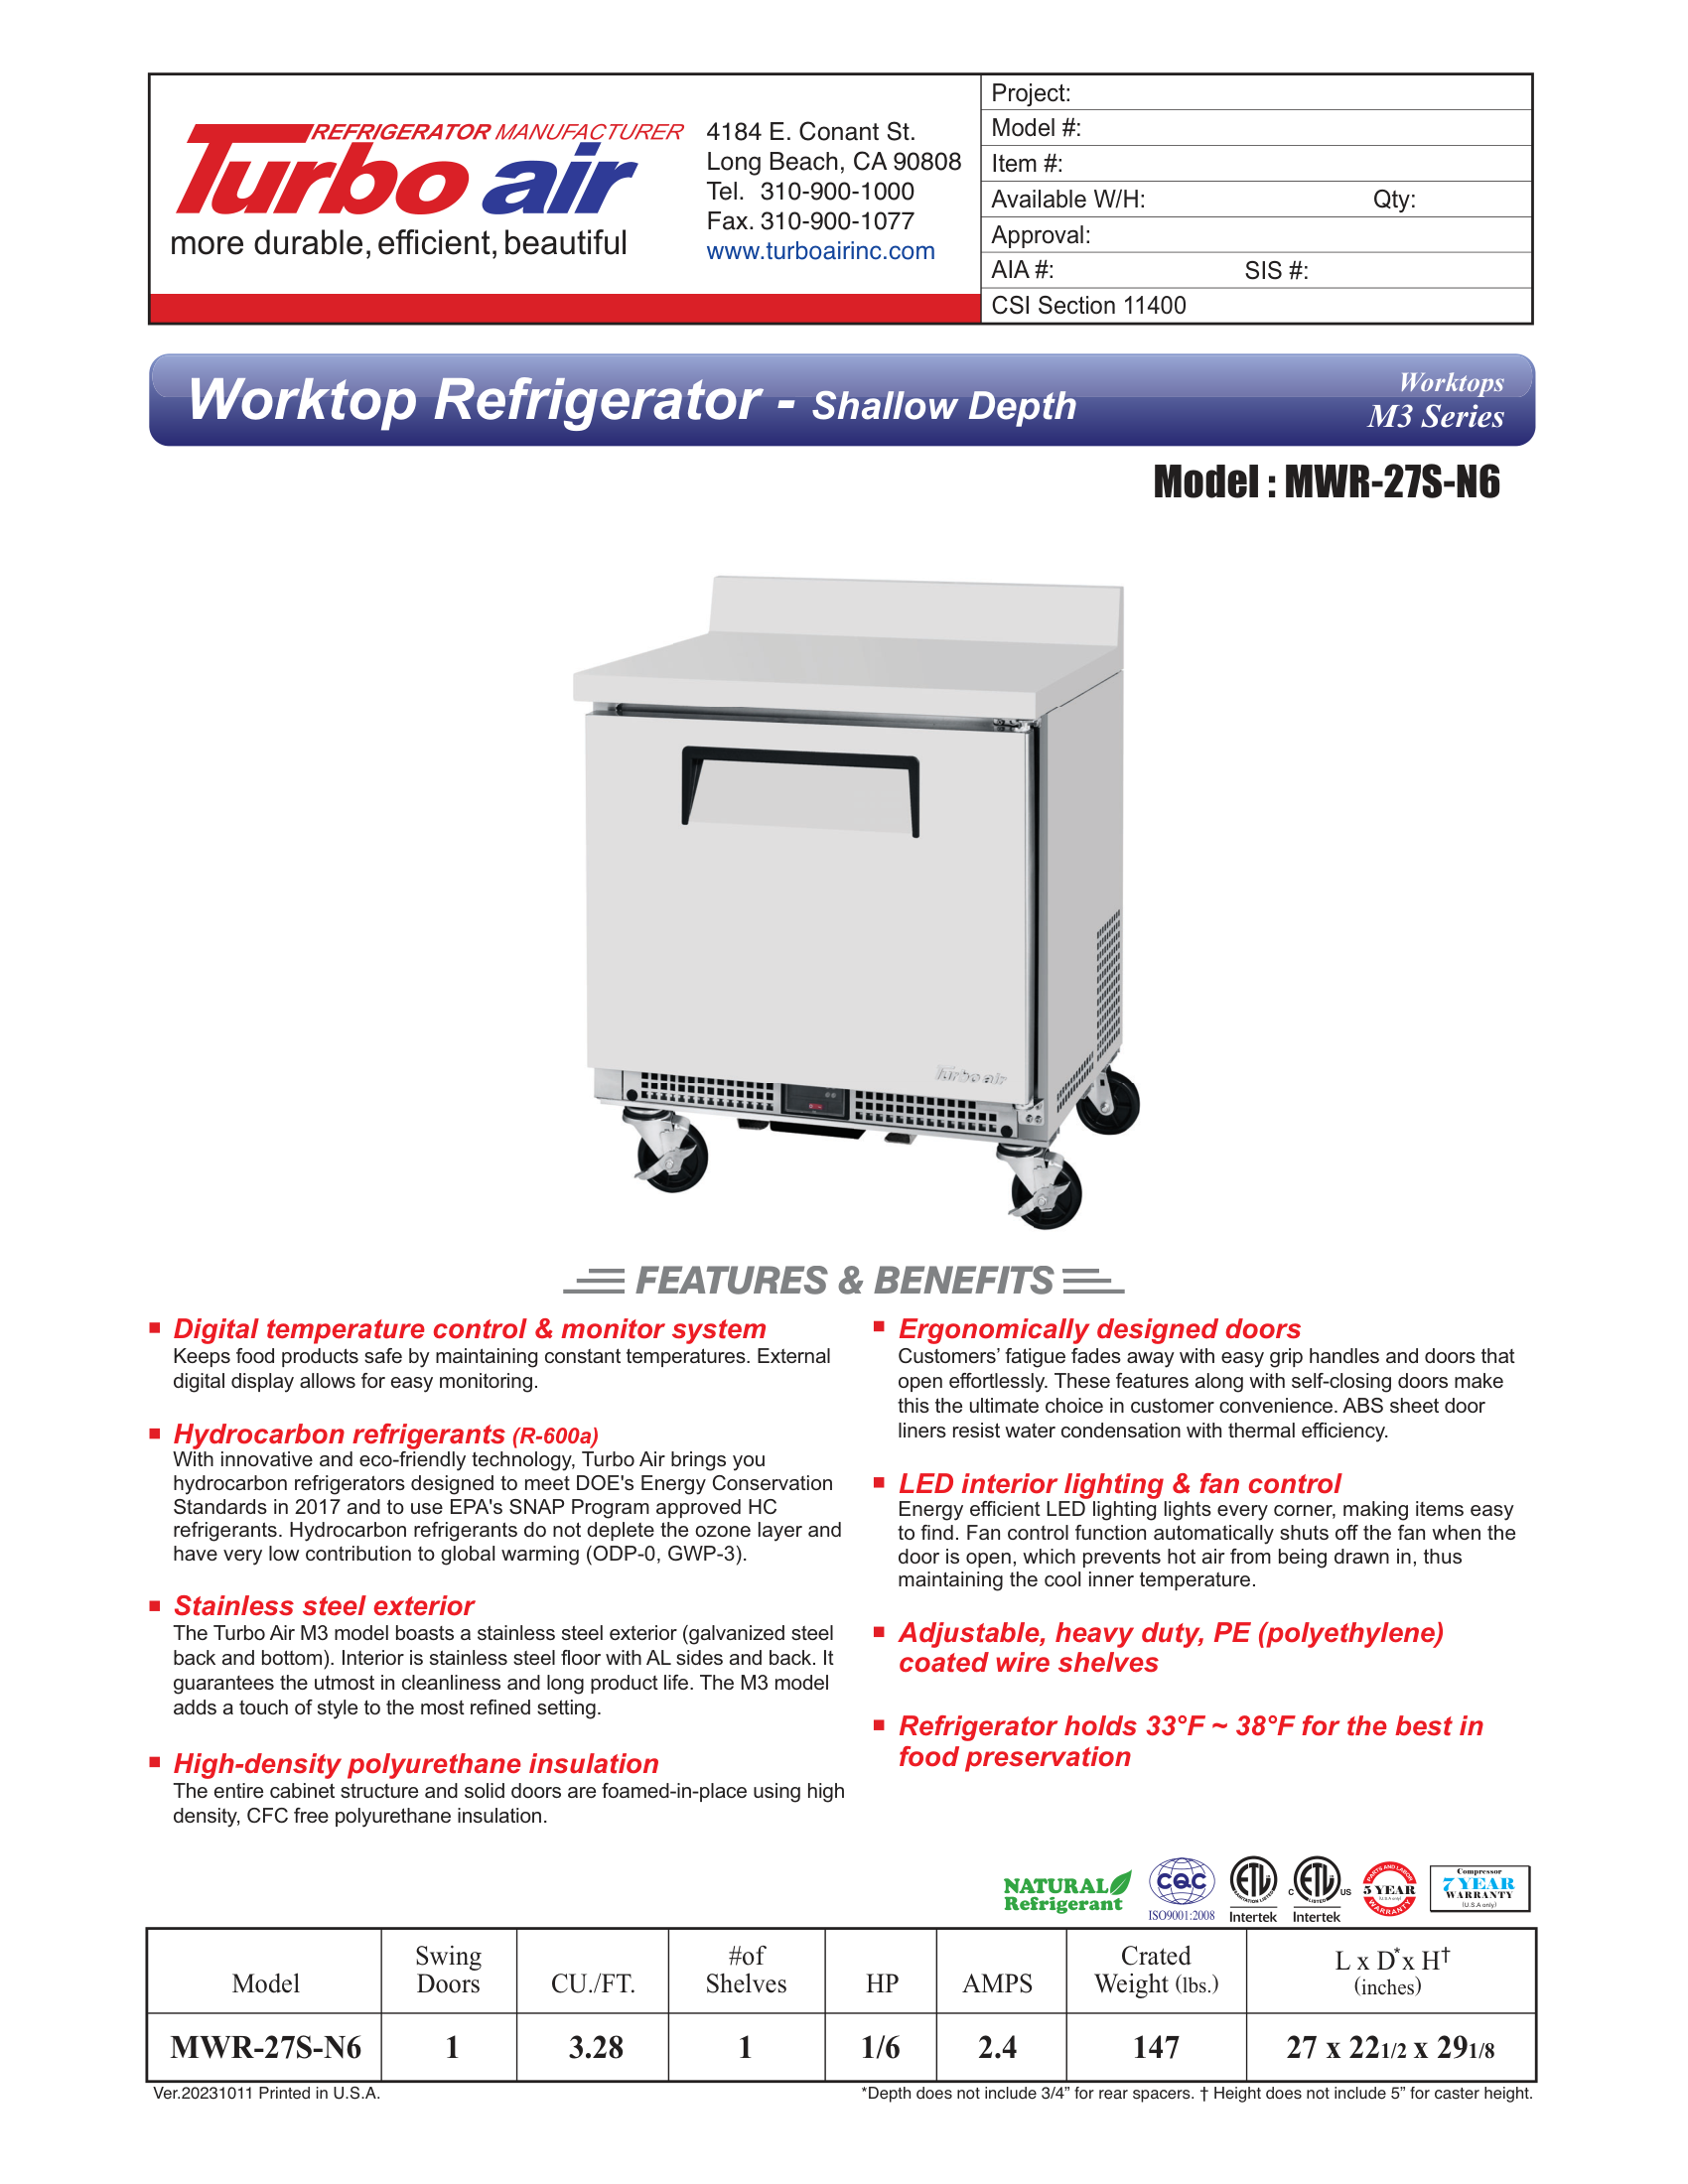 REFRIGERATOR MANUFACTURER
Turbo air
more durable, efficient, beautiful
4184 E. Conant St.
Long Beach, CA 90808
Tel. 310-900-1000
Fax. 310-900-1077
www.turboairinc.com
Project:
Model #:
Item #:
Available W/H: Qty:
Approval:
AIA #: SIS #:
CSI Section 11400
Worktop Refrigerator - Shallow Depth
Worktops
M3 Series
Model : MWR-27S-N6
Turbo air
FEATURES & BENEFITS
▪ Digital temperature control & monitor system
Keeps food products safe by maintaining constant temperatures. External
digital display allows for easy monitoring.
▪ Hydrocarbon refrigerants (R-600a)
With innovative and eco-friendly technology, Turbo Air brings you
hydrocarbon refrigerators designed to meet DOE's Energy Conservation
Standards in 2017 and to use EPA's SNAP Program approved HC
refrigerants. Hydrocarbon refrigerants do not deplete the ozone layer and
have very low contribution to global warming (ODP-0, GWP-3).
▪ Stainless steel exterior
The Turbo Air M3 model boasts a stainless steel exterior (galvanized steel
back and bottom). Interior is stainless steel floor with AL sides and back. It
guarantees the utmost in cleanliness and long product life. The M3 model
adds a touch of style to the most refined setting.
▪ High-density polyurethane insulation
The entire cabinet structure and solid doors are foamed-in-place using high
density, CFC free polyurethane insulation.
▪ Ergonomically designed doors
Customers’ fatigue fades away with easy grip handles and doors that
open effortlessly. These features along with self-closing doors make
this the ultimate choice in customer convenience. ABS sheet door
liners resist water condensation with thermal efficiency.
▪ LED interior lighting & fan control
Energy efficient LED lighting lights every corner, making items easy
to find. Fan control function automatically shuts off the fan when the
door is open, which prevents hot air from being drawn in, thus
maintaining the cool inner temperature.
▪ Adjustable, heavy duty, PE (polyethylene)
coated wire shelves
▪ Refrigerator holds 33°F ~ 38°F for the best in
food preservation
NATURAL
Refrigerant
CQC
ISO9001:2008
ETL
SANITATION LISTED
Intertek
C ETL US
LISTED
Intertek
PARTS AND LABOR
5 YEAR
(U.S.A only)
WARRANTY
Compressor
7 YEAR
WARRANTY
(U.S.A only)
Model
Swing
Doors
CU./FT.
#of
Shelves
HP
AMPS
Crated
Weight (lbs.)
L x D* x H†
(inches)
MWR-27S-N6 1 3.28 1 1/6 2.4 147 27 x 22 1/2 x 29 1/8
Ver.20231011 Printed in U.S.A.
*Depth does not include 3/4” for rear spacers. † Height does not include 5” for caster height.